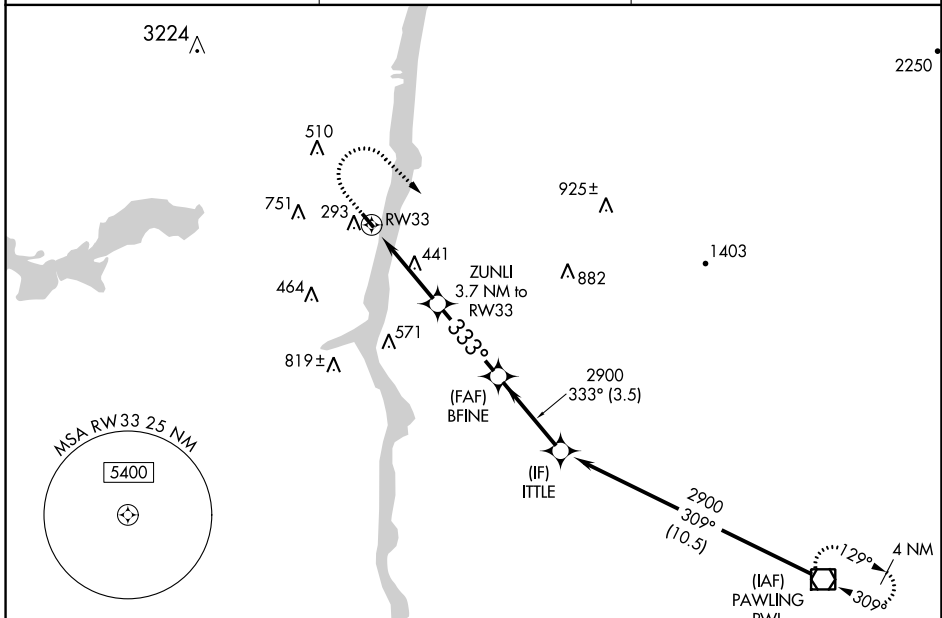 3224
2250
510
925±
751
293
RW33
1403
441
ZUNLI
3.7 NM to
RW33
882
464
333°
571
819±
2900
333° (3.5)
(FAF)
BFINE
MSA RW33 25 NM
5400
(IF)
ITTLE
2900
309°
(10.5)
129°
4 NM
(IAF)
PAWLING
309°